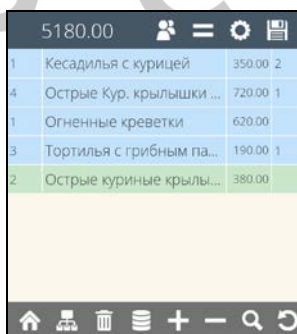 5180.00
1 Кесадилья с курицей 350.00 2
4 Острые Кур. крылышки ... 720.00 1
1 Огненные креветки 620.00
3 Тортилья с грибным па... 190.00 1
2 Острые куриные крылы... 380.00